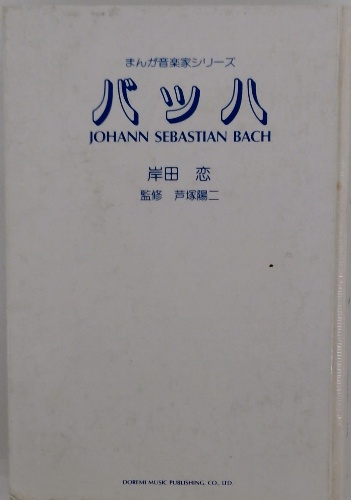 まんが音楽家シリーズ
バッハ
JOHANN SEBASTIAN BACH
岸田 恋
監修 芦塚陽二
DOREMI MUSIC PUBLISHING, CO., LTD.